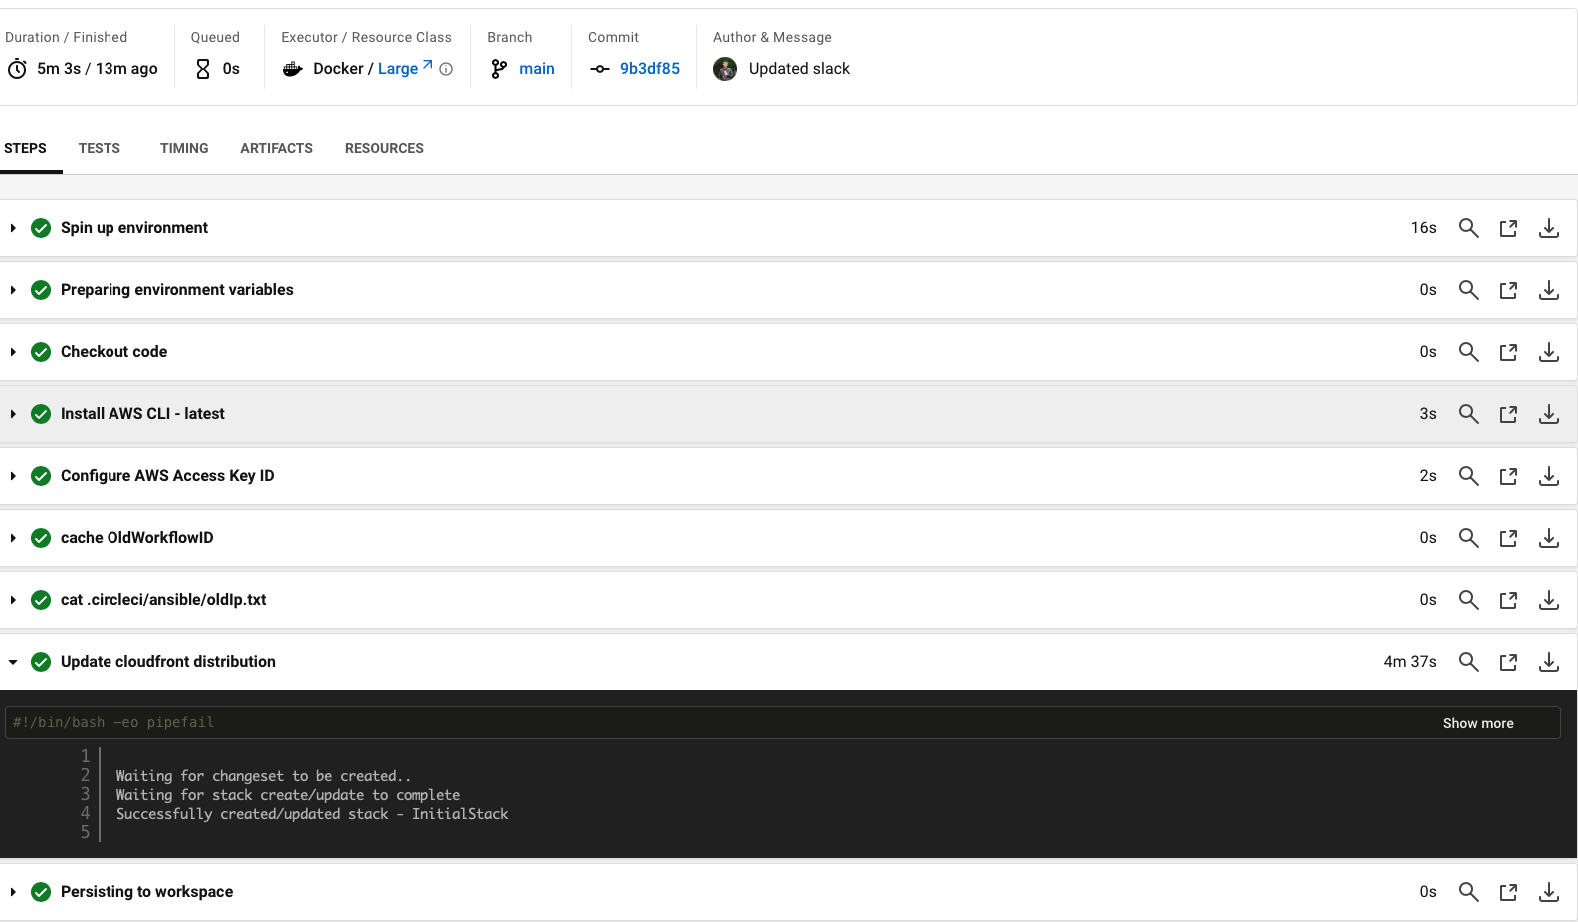 Duration / Finished
5m 3s / 13m ago
Queued
0s
Executor / Resource Class
Docker / Large
Branch
main
Commit
9b3df85
Author & Message
Updated slack
STEPS TESTS TIMING ARTIFACTS RESOURCES
Spin up environment 16s
Preparing environment variables 0s
Checkout code 0s
Install AWS CLI - latest 3s
Configure AWS Access Key ID 2s
cache OldWorkflowID 0s
cat .circleci/ansible/oldIp.txt 0s
Update cloudfront distribution 4m 37s
#!/bin/bash -eo pipefail Show more
1
2 Waiting for changeset to be created..
3 Waiting for stack create/update to complete
4 Successfully created/updated stack - InitialStack
5
Persisting to workspace 0s